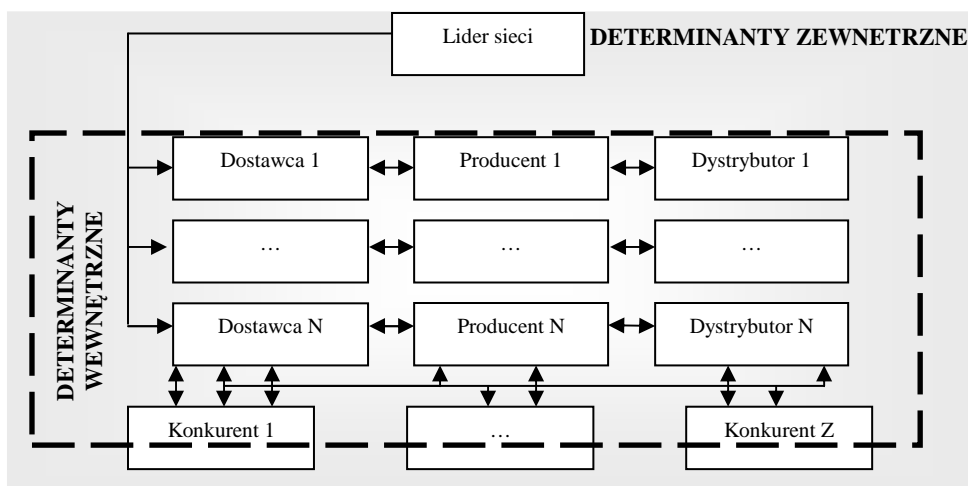 Lider sieci
DETERMINANTY ZEWNETRZNE
Dostawca 1
Producent 1
Dystrybutor 1
DETERMINANTY
WEWNĘTRZNE
…
…
…
Dostawca N
Producent N
Dystrybutor N
Konkurent 1
…
Konkurent Z